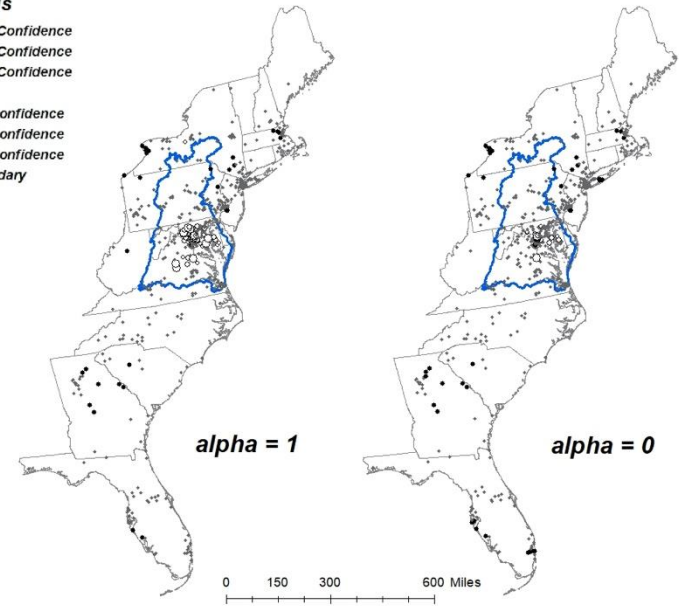 Confidence
Confidence
Confidence
onfidence
onfidence
onfidence
dary
alpha = 1
alpha = 0
0 150 300 600 Miles